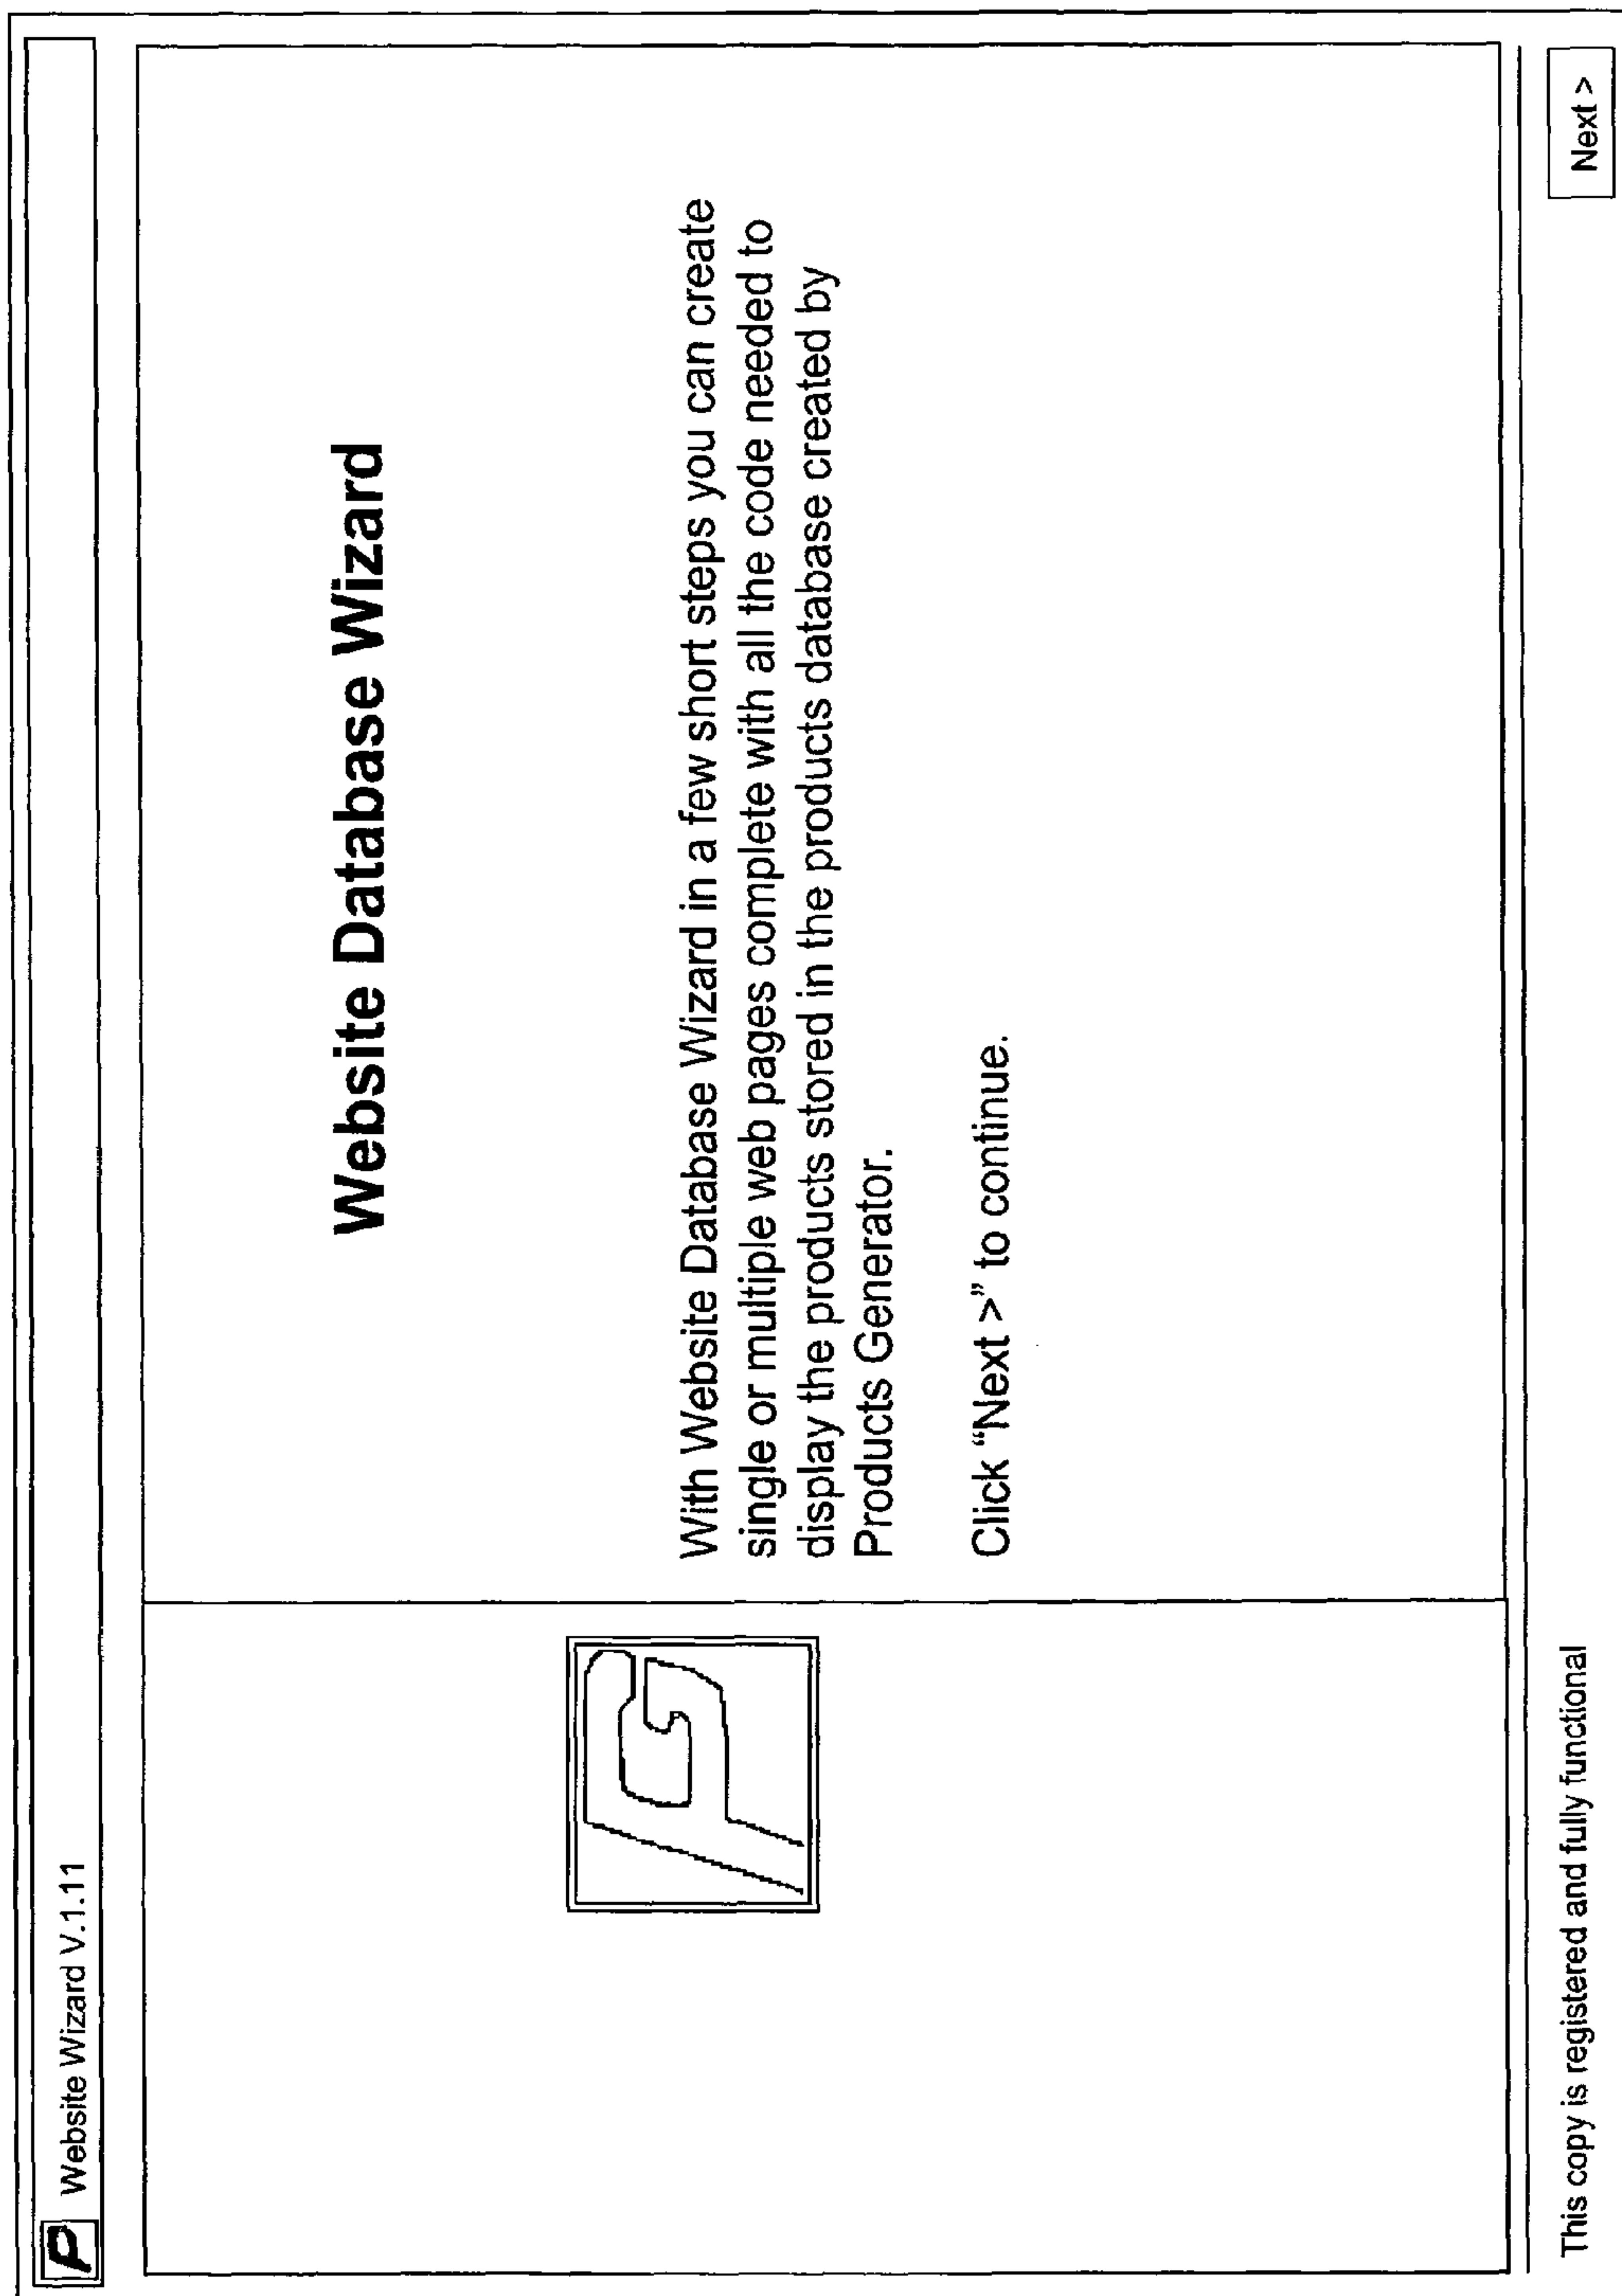 P Website Wizard V.1.11
Website Database Wizard
With Website Database Wizard in a few short steps you can create
single or multiple web pages complete with all the code needed to
display the products stored in the products database created by
Products Generator.
Click “Next >” to continue.
PG
This copy is registered and fully functional
Next >